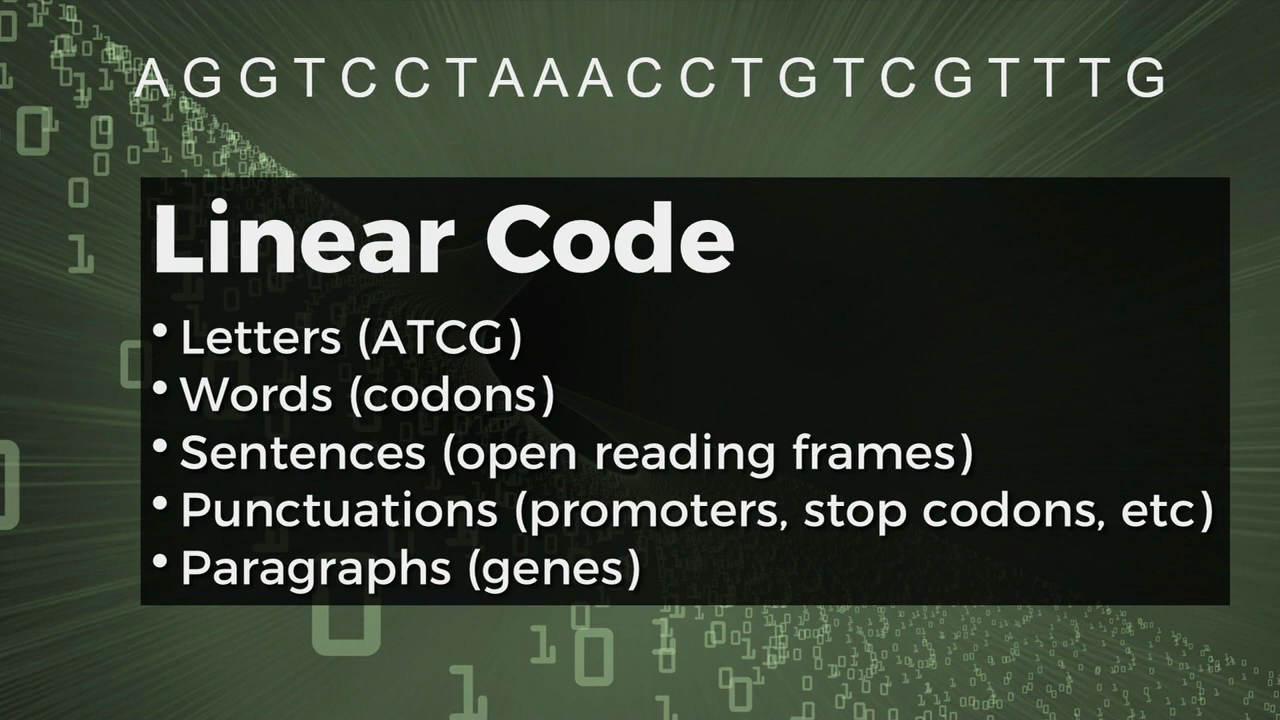 A G G T C C T A A A C C T G T C G T T T G
Linear Code
• Letters (ATCG)
• Words (codons)
• Sentences (open reading frames)
• Punctuations (promoters, stop codons, etc)
• Paragraphs (genes)